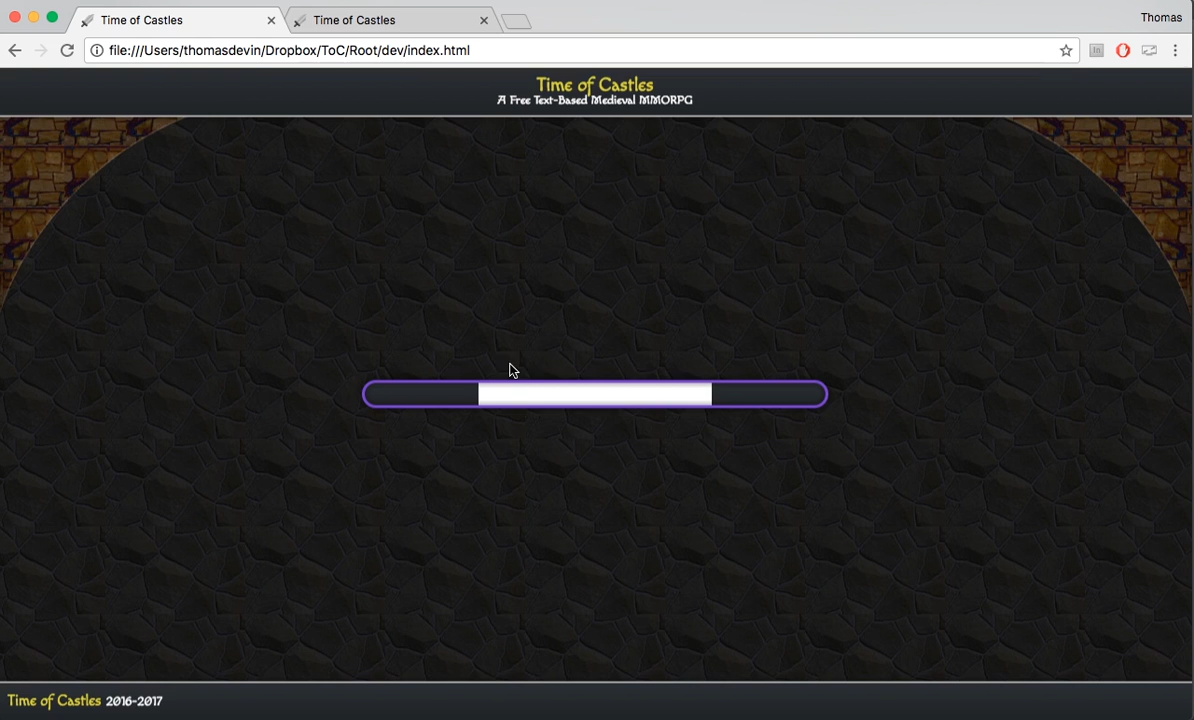 Time of Castles
Time of Castles
Thomas
file:///Users/thomasdevin/Dropbox/ToC/Root/dev/index.html
Time of Castles
A Free Text-Based Medieval MMORPG
Time of Castles 2016-2017